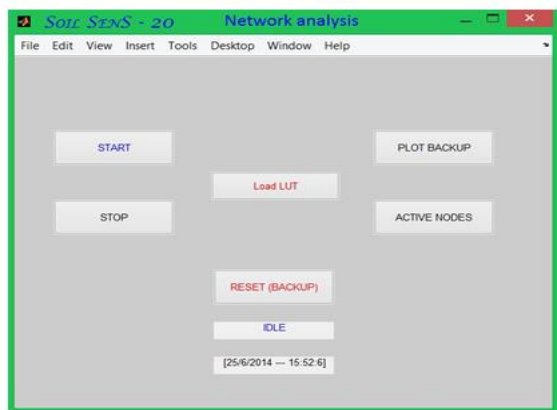 SOIL SENS - 20 Network analysis
File Edit View Insert Tools Desktop Window Help
START
PLOT BACKUP
Load LUT
STOP
ACTIVE NODES
RESET (BACKUP)
IDLE
[25/6/2014 --- 15:52:6]